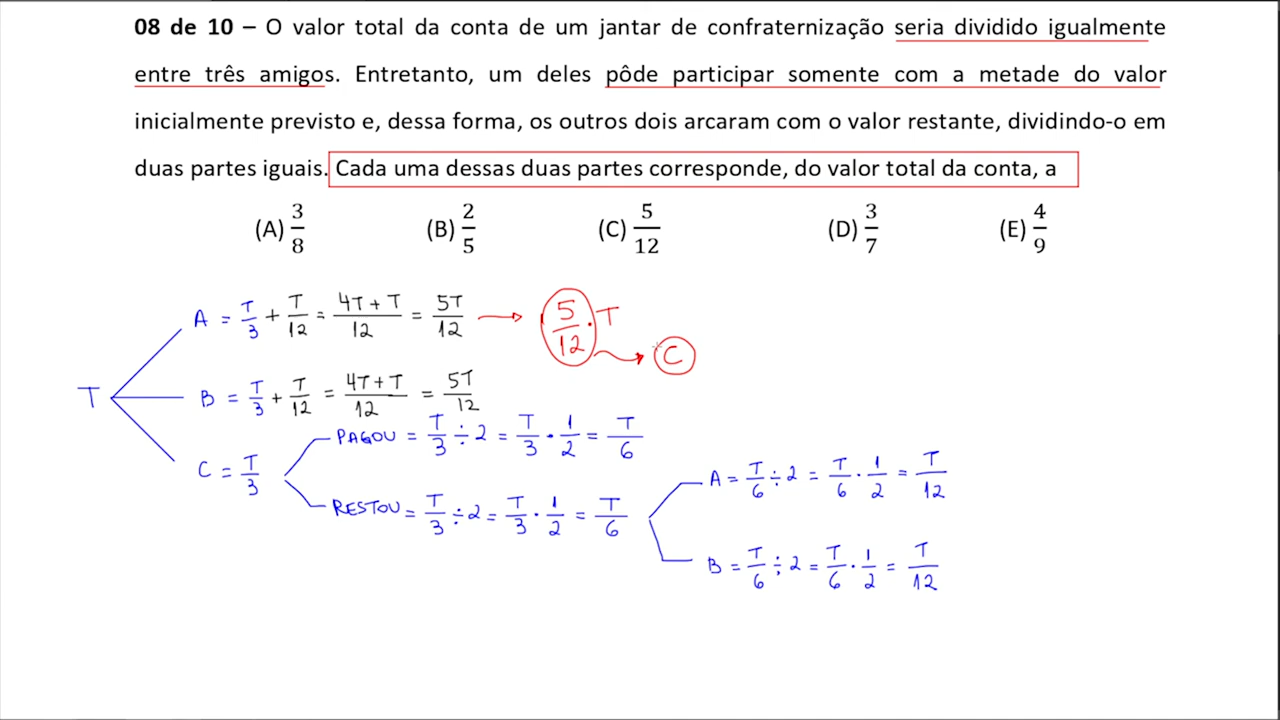 08 de 10 – O valor total da conta de um jantar de confraternização seria dividido igualmente
entre três amigos. Entretanto, um deles pôde participar somente com a metade do valor
inicialmente previsto e, dessa forma, os outros dois arcaram com o valor restante, dividindo-o em
duas partes iguais. Cada uma dessas duas partes corresponde, do valor total da conta, a
(A) 3/8 (B) 2/5 (C) 5/12 (D) 3/7 (E) 4/9
A = T/3 + T/12 = 4T+T/12 = 5T/12 → 5/12 · T
C
T
B = T/3 + T/12 = 4T+T/12 = 5T/12
PAGOU = T/3 ÷ 2 = T/3 · 1/2 = T/6
C = T/3
A = T/6 ÷ 2 = T/6 · 1/2 = T/12
RESTOU = T/3 ÷ 2 = T/3 · 1/2 = T/6
B = T/6 ÷ 2 = T/6 · 1/2 = T/12